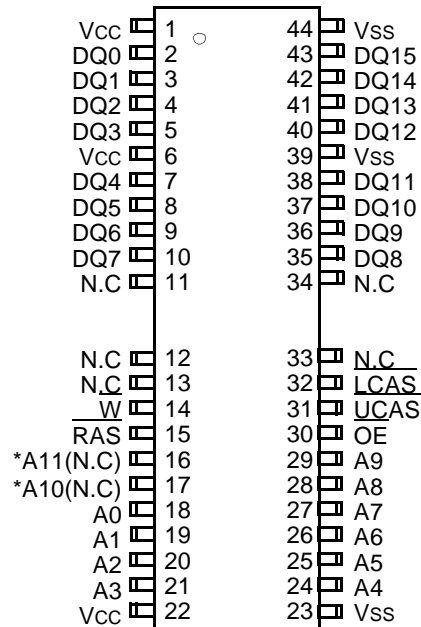 Vcc 1 44 Vss
DQ0 2 43 DQ15
DQ1 3 42 DQ14
DQ2 4 41 DQ13
DQ3 5 40 DQ12
Vcc 6 39 Vss
DQ4 7 38 DQ11
DQ5 8 37 DQ10
DQ6 9 36 DQ9
DQ7 10 35 DQ8
N.C 11 34 N.C
N.C 12 33 N.C
N.C 13 32 LCAS
W 14 31 UCAS
RAS 15 30 OE
*A11(N.C) 16 29 A9
*A10(N.C) 17 28 A8
A0 18 27 A7
A1 19 26 A6
A2 20 25 A5
A3 21 24 A4
Vcc 22 23 Vss